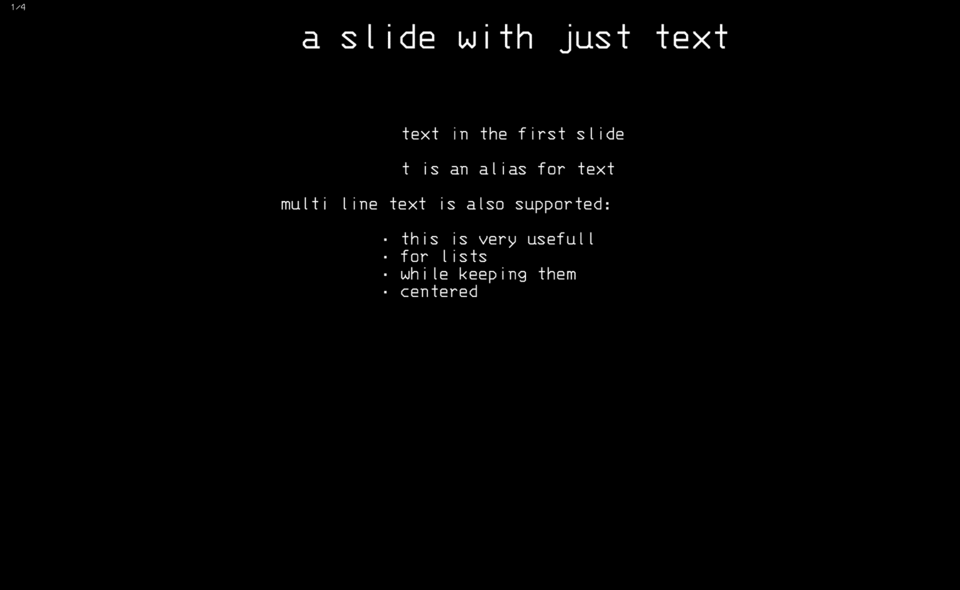 1/4
a slide with just text
text in the first slide
t is an alias for text
multi line text is also supported:
· this is very usefull
· for lists
· while keeping them
· centered